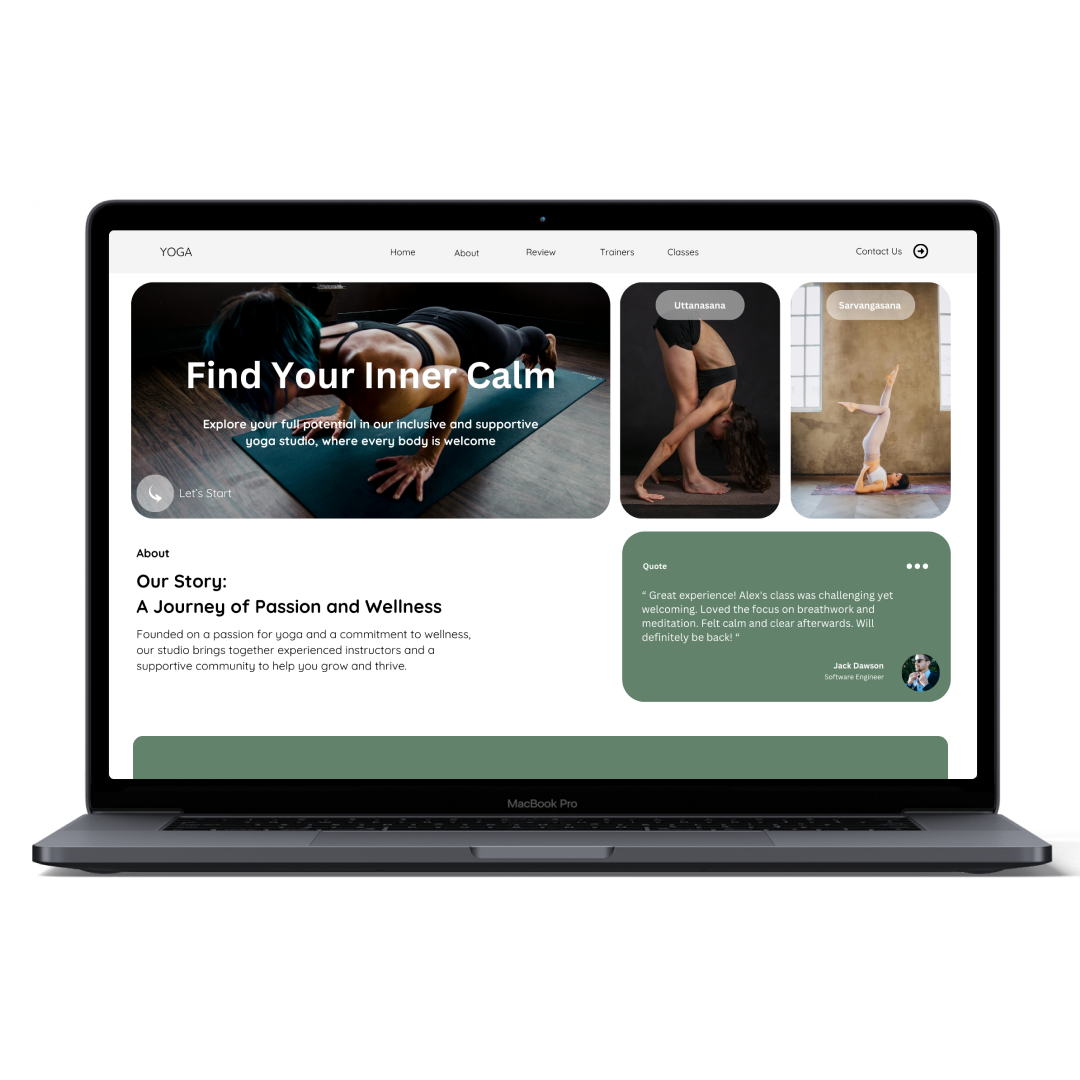 YOGA
Home
About
Review
Trainers
Classes
Contact Us
Find Your Inner Calm
Explore your full potential in our inclusive and supportive
yoga studio, where every body is welcome
Let's Start
Uttanasana
Sarvangasana
About
Our Story:
A Journey of Passion and Wellness
Founded on a passion for yoga and a commitment to wellness,
our studio brings together experienced instructors and a
supportive community to help you grow and thrive.
Quote
“ Great experience! Alex's class was challenging yet
welcoming. Loved the focus on breathwork and
meditation. Felt calm and clear afterwards. Will
definitely be back! “
Jack Dawson
Software Engineer
MacBook Pro